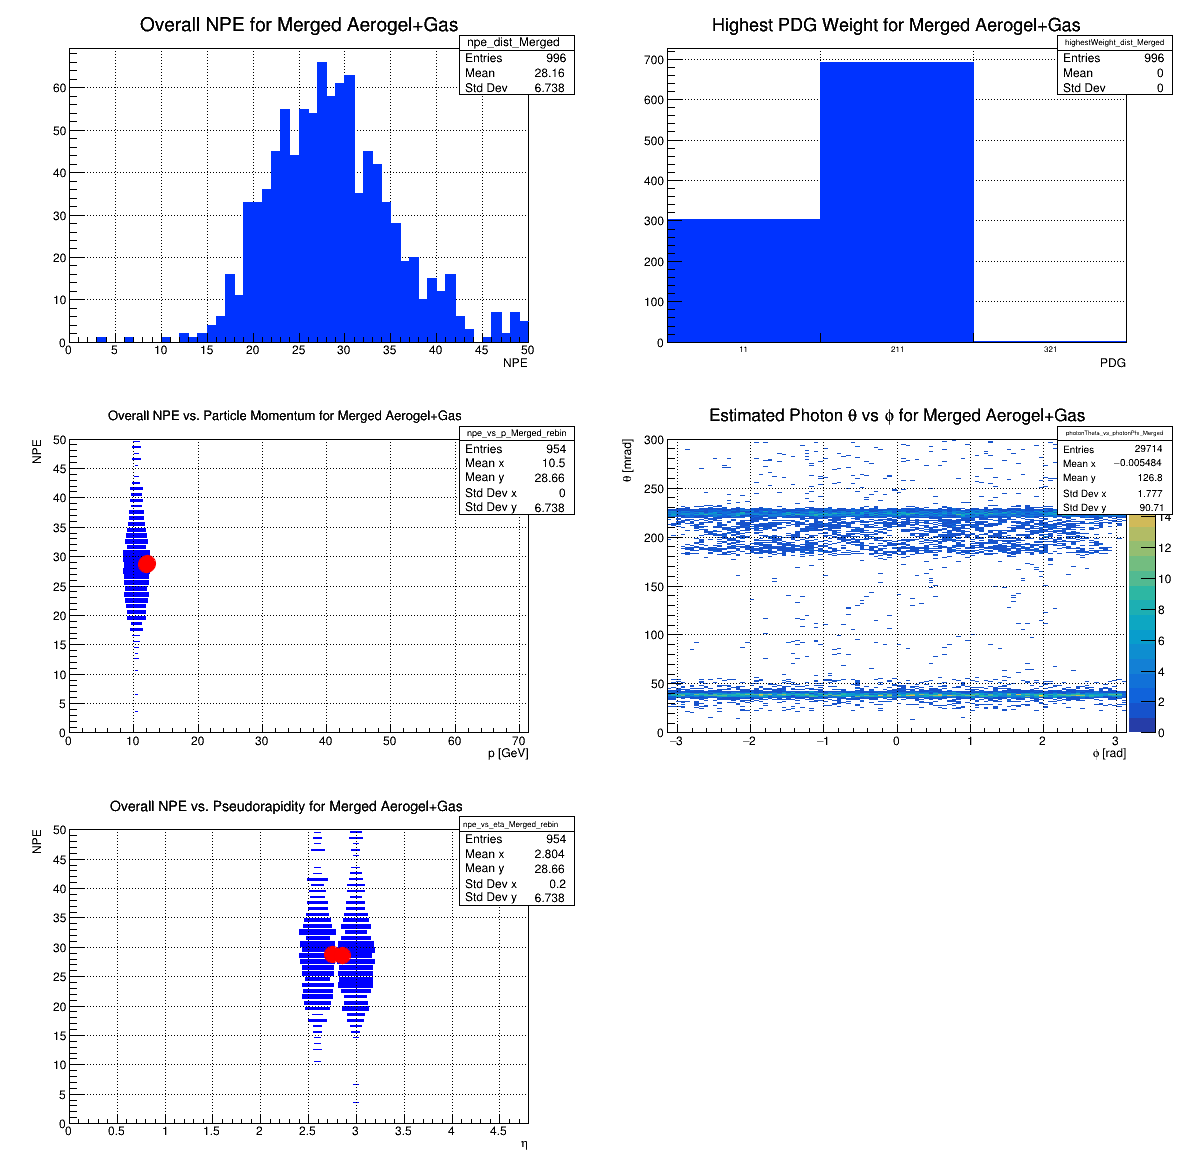 Overall NPE for Merged Aerogel+Gas
npe_dist_Merged
Entries 996
Mean 28.16
Std Dev 6.738
60
50
40
30
20
10
0
0 5 10 15 20 25 30 35 40 45 50
NPE
Highest PDG Weight for Merged Aerogel+Gas
highestWeight_dist_Merged
Entries 996
Mean 0
Std Dev 0
700
600
500
400
300
200
100
0
11 211 321
PDG
Overall NPE vs. Particle Momentum for Merged Aerogel+Gas
npe_vs_p_Merged_rebin
Entries 954
Mean x 10.5
Mean y 28.66
Std Dev x 0
Std Dev y 6.738
NPE
50
45
40
35
30
25
20
15
10
5
0
0 10 20 30 40 50 60 70
p [GeV]
Estimated Photon θ vs ϕ for Merged Aerogel+Gas
photonTheta_vs_photonPhi_Merged
Entries 29714
Mean x −0.005484
Mean y 126.8
Std Dev x 1.777
Std Dev y 90.71
θ [mrad]
300
250
200
150
100
50
0
−3 −2 −1 0 1 2 3
ϕ [rad]
14
12
10
8
6
4
2
0
Overall NPE vs. Pseudorapidity for Merged Aerogel+Gas
npe_vs_eta_Merged_rebin
Entries 954
Mean x 2.804
Mean y 28.66
Std Dev x 0.2
Std Dev y 6.738
NPE
50
45
40
35
30
25
20
15
10
5
0
0 0.5 1 1.5 2 2.5 3 3.5 4 4.5
η